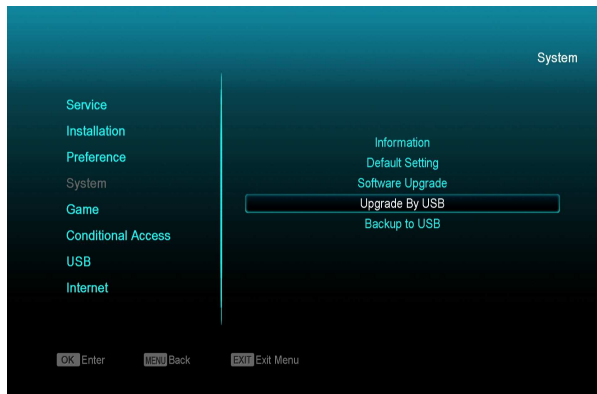 System
Service
Installation
Preference
System
Game
Conditional Access
USB
Internet
Information
Default Setting
Software Upgrade
Upgrade By USB
Backup to USB
OK Enter MENU Back EXIT Exit Menu